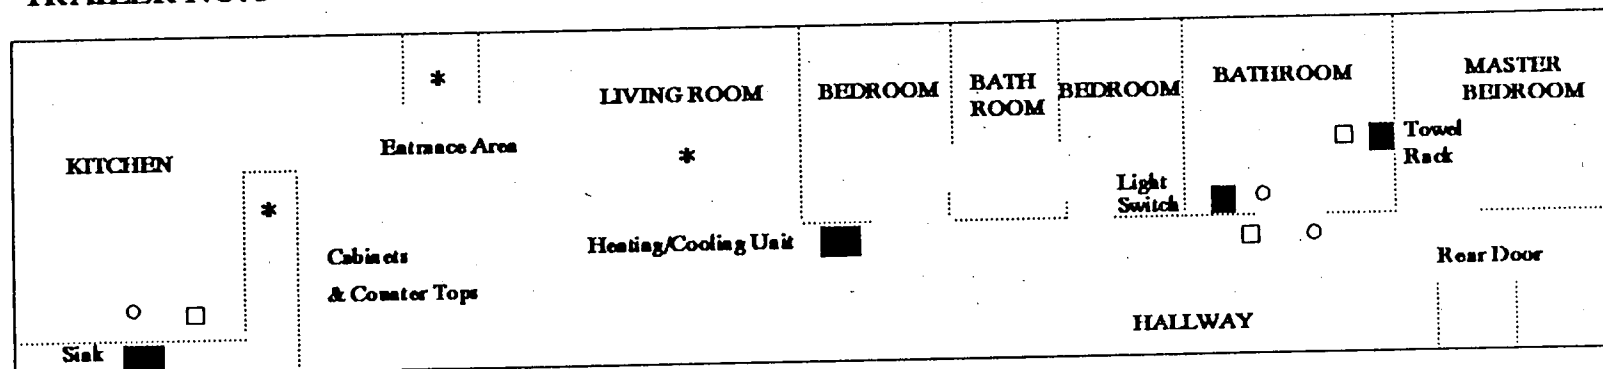 LIVING ROOM
BEDROOM
BATH
ROOM
BEDROOM
BATHROOM
MASTER
BEDROOM
*
Entrance Area
KITCHEN
*
*
Towel
Rack
Light
Switch
Heating/Cooling Unit
Cabinets
& Counter Tops
Rear Door
HALLWAY
Sink